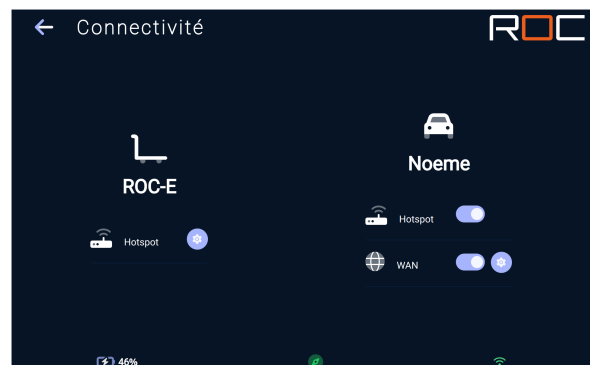 Connectivité
ROC
ROC-E
Hotspot
Noeme
Hotspot
WAN
46%